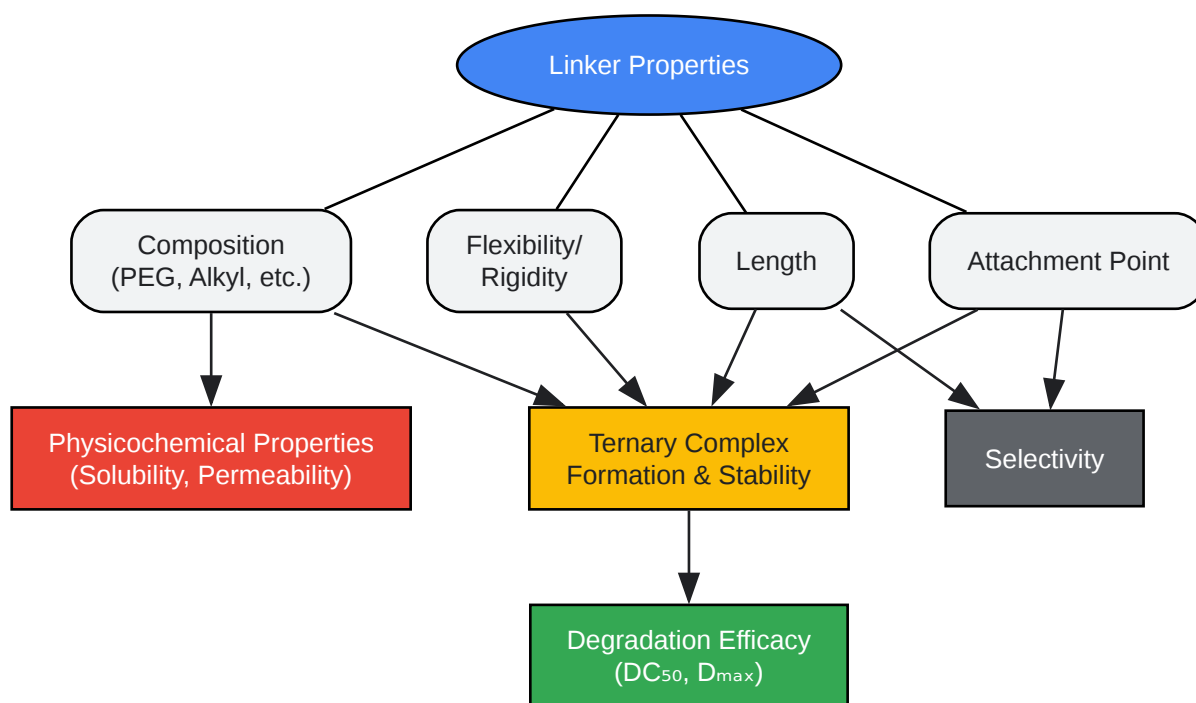 Linker Properties
Composition
(PEG, Alkyl, etc.)
Flexibility/
Rigidity
Length
Attachment Point
Physicochemical Properties
(Solubility, Permeability)
Ternary Complex
Formation & Stability
Selectivity
Degradation Efficacy
(DC₅₀, Dₘₐₓ)